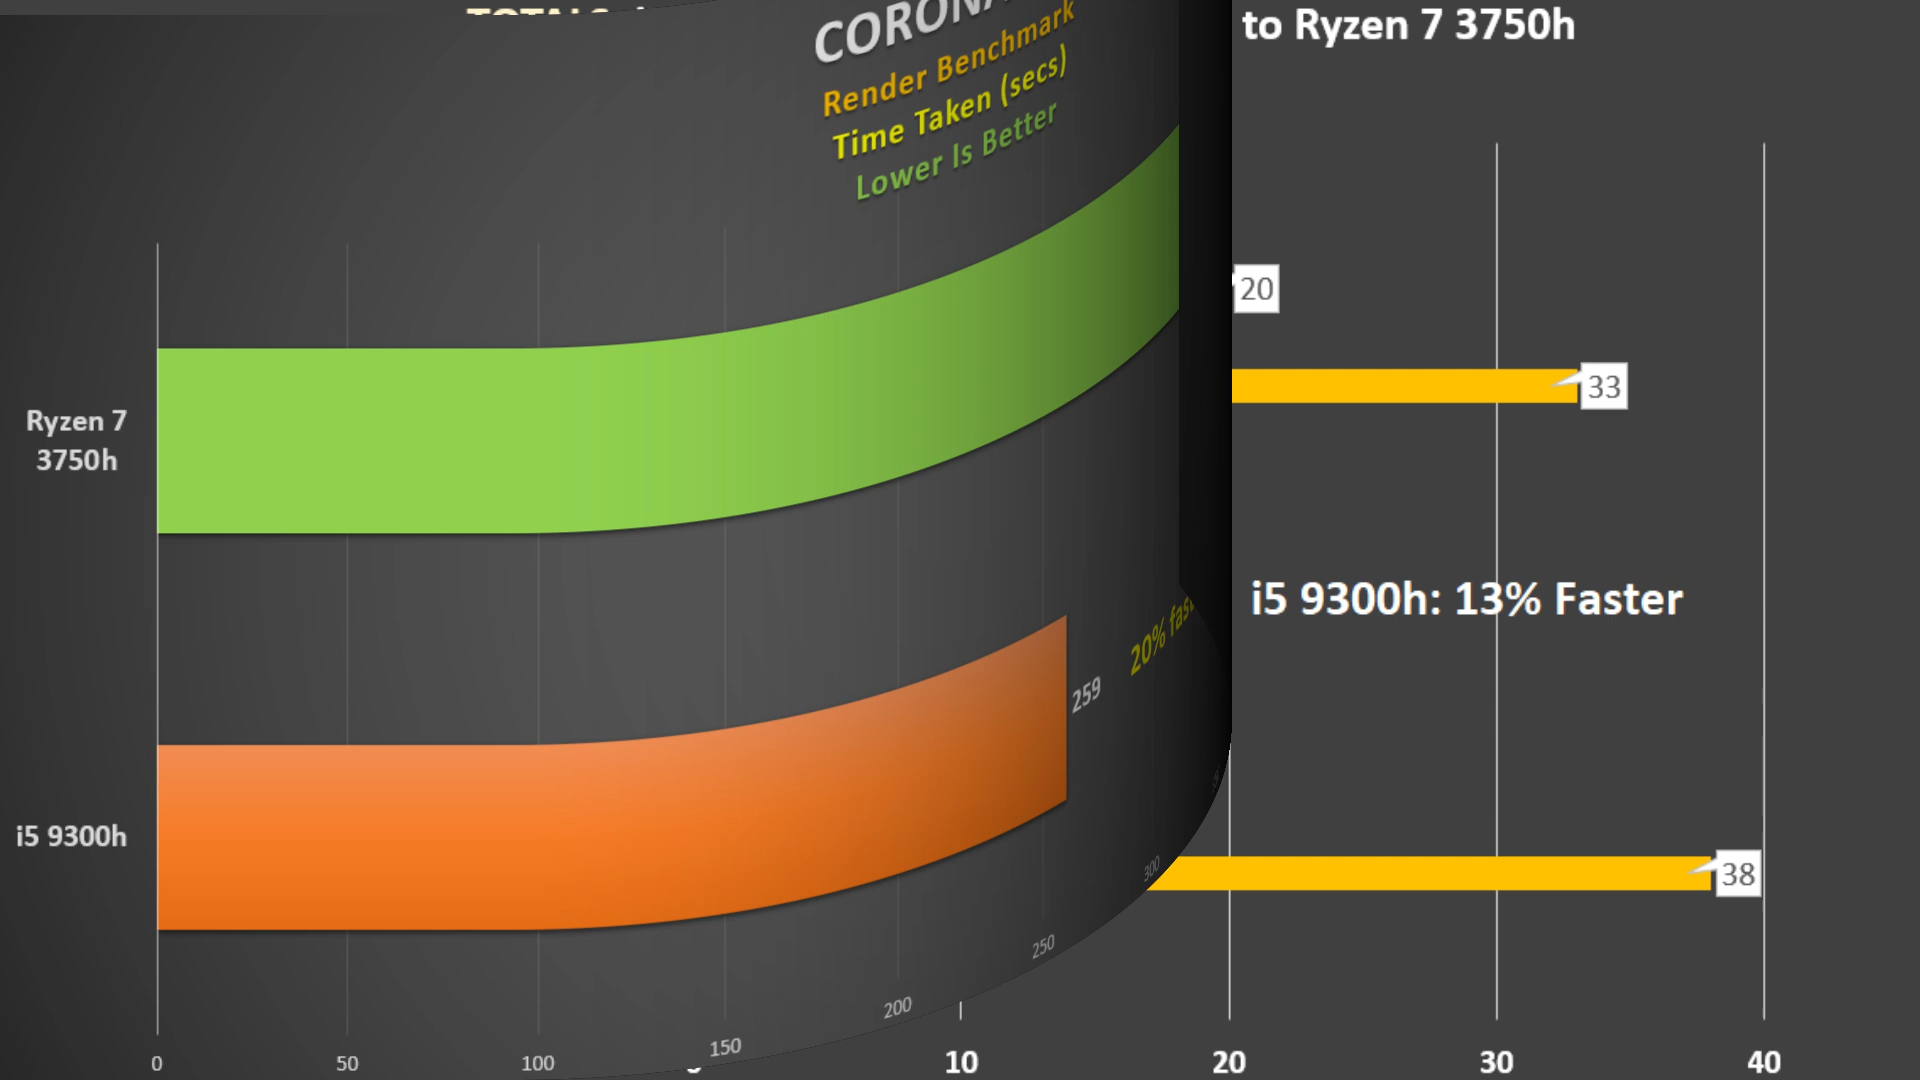 to Ryzen 7 3750h
Render Benchmark
Time Taken (secs)
Lower Is Better
20
33
Ryzen 7
3750h
i5 9300h: 13% Faster
20%
259
i5 9300h
38
300
250
200
150
0
50
100
10
20
30
40